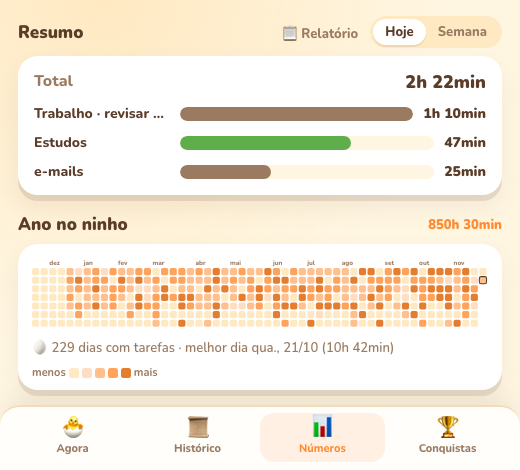 Resumo
Relatório
Hoje
Semana
Total
2h 22min
Trabalho · revisar ...
1h 10min
Estudos
47min
e-mails
25min
Ano no ninho
850h 30min
dez jan fev mar abr mai jun jul ago set out nov
229 dias com tarefas · melhor dia qua., 21/10 (10h 42min)
menos
mais
Agora
Histórico
Números
Conquistas